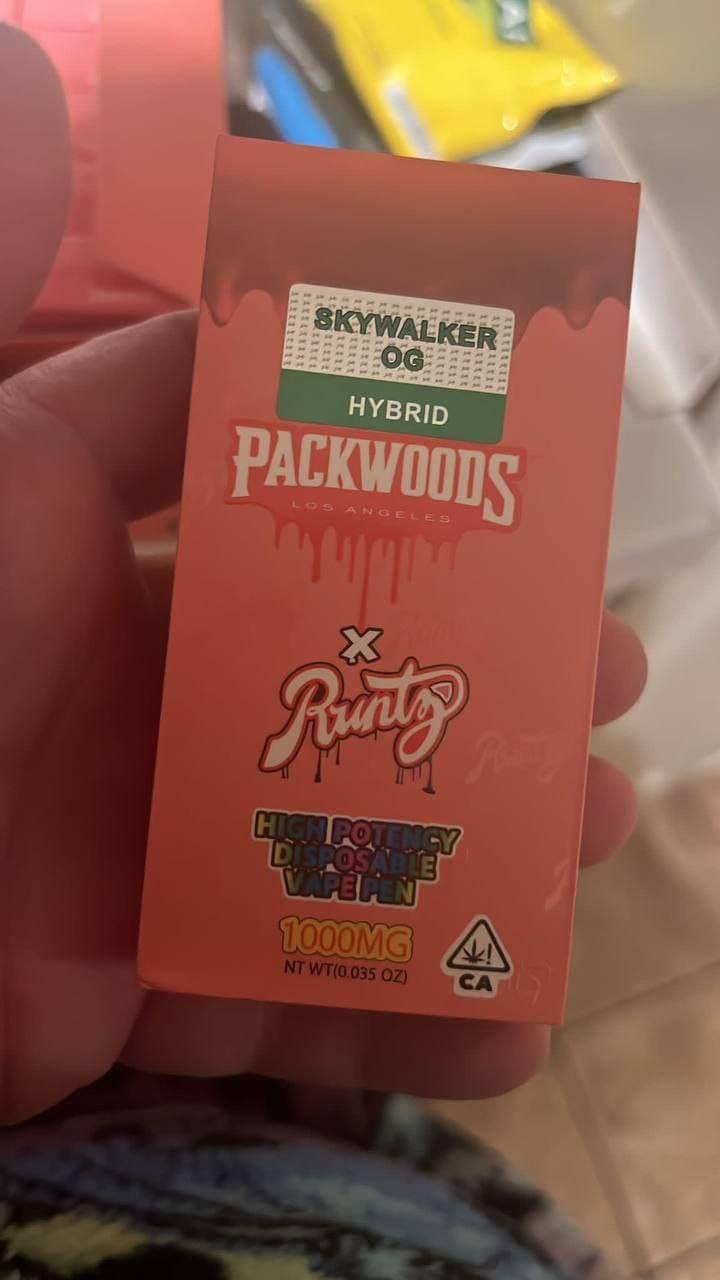 SKYWALKER
OG
HYBRID
PACKWOODS
LOS ANGELES
X
Runtz
Runtz
HIGH POTENCY
DISPOSABLE
VAPE PEN
1000MG
NT WT(0.035 OZ)
CA